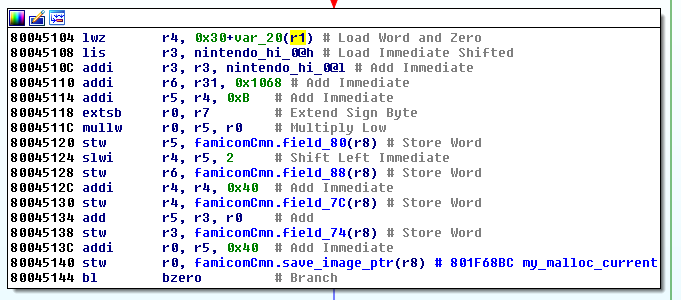 80045104 lwz r4, 0x30+var_20(r1) # Load Word and Zero
80045108 lis r3, nintendo_hi_0@h # Load Immediate Shifted
8004510C addi r3, r3, nintendo_hi_0@l # Add Immediate
80045110 addi r6, r31, 0x1068 # Add Immediate
80045114 addi r5, r4, 0xB # Add Immediate
80045118 extsb r0, r7 # Extend Sign Byte
8004511C mullw r0, r5, r0 # Multiply Low
80045120 stw r5, famicomCmn.field_80(r8) # Store Word
80045124 slwi r4, r5, 2 # Shift Left Immediate
80045128 stw r6, famicomCmn.field_88(r8) # Store Word
8004512C addi r4, r4, 0x40 # Add Immediate
80045130 stw r4, famicomCmn.field_7C(r8) # Store Word
80045134 add r5, r3, r0 # Add
80045138 stw r3, famicomCmn.field_74(r8) # Store Word
8004513C addi r0, r5, 0x40 # Add Immediate
80045140 stw r0, famicomCmn.save_image_ptr(r8) # 801F68BC my_malloc_current
80045144 bl bzero # Branch